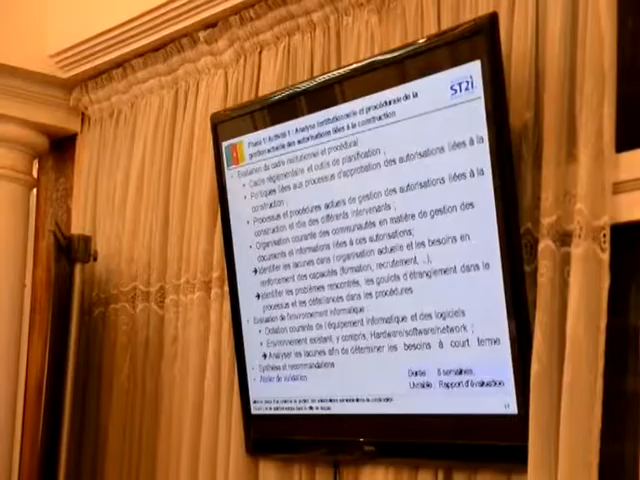 ST2i
Phase 1/ Activité 1 : Analyse institutionnelle et procédurale de la
gestion actuelle des autorisations liées à la construction
Evaluation du cadre institutionnel et procédural
• Cadre réglementaire et outils de planification ;
• Politiques liées aux processus d'approbation des autorisations liées à la
construction ;
• Processus et procédures actuels de gestion des autorisations liées à la
construction et rôle des différents intervenants ;
• Organisation courante des communautés en matière de gestion des
documents et informations liées à ces autorisations;
➔Identifier les lacunes dans l'organisation actuelle et les besoins en
renforcement des capacités (formation, recrutement, ..),
➔Identifier les problèmes rencontrés, les goulots d'étranglement dans le
processus et les défaillances dans les procédures
• Evaluation de l'environnement informatique :
• Dotation courante de l'équipement informatique et des logiciels
• Environnement existant, y compris, Hardware/software/network ;
➔ Analyser les lacunes afin de déterminer les besoins à court terme
• Synthèse et recommandations
• Atelier de validation
Durée : 8 semaines,
Livrable : Rapport d'évaluation